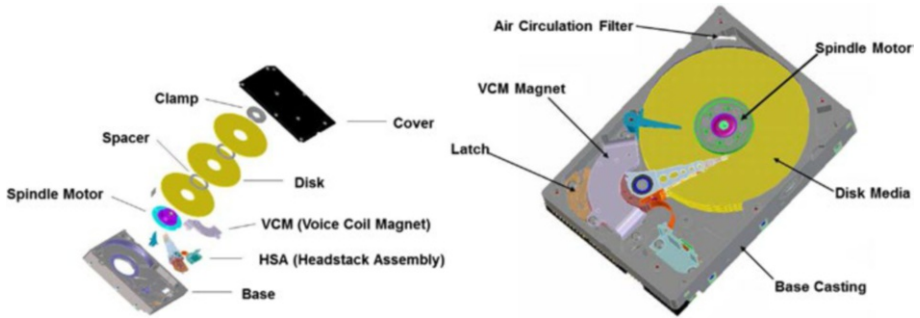 Clamp
Cover
Spacer
Disk
Spindle Motor
VCM (Voice Coil Magnet)
HSA (Headstack Assembly)
Base
Air Circulation Filter
Spindle Motor
VCM Magnet
Latch
Disk Media
Base Casting